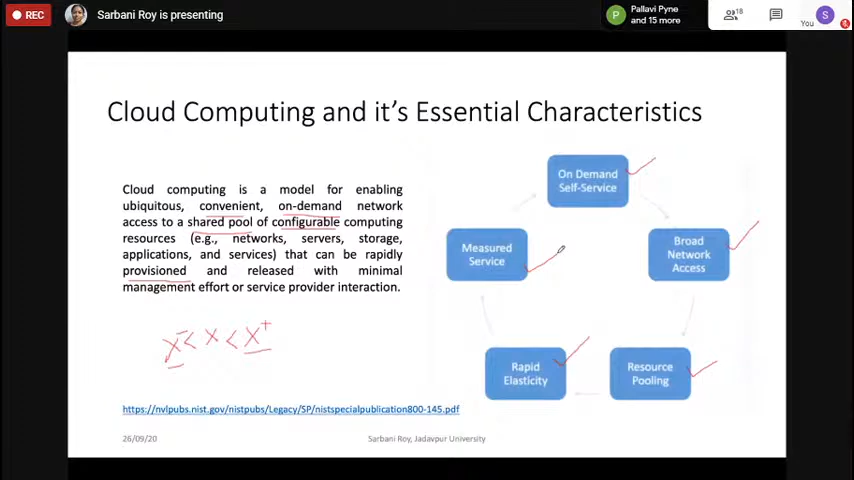 REC
Sarbani Roy is presenting
P
Pallavi Pyne
and 15 more
18
You
S
Cloud Computing and it's Essential Characteristics
Cloud computing is a model for enabling
ubiquitous, convenient, on-demand network
access to a shared pool of configurable computing
resources (e.g., networks, servers, storage,
applications, and services) that can be rapidly
provisioned and released with minimal
management effort or service provider interaction.
X⁻ < X < X⁺
https://nvlpubs.nist.gov/nistpubs/Legacy/SP/nistspecialpublication800-145.pdf
On Demand
Self-Service
Broad
Network
Access
Resource
Pooling
Rapid
Elasticity
Measured
Service
26/09/20
Sarbani Roy, Jadavpur University